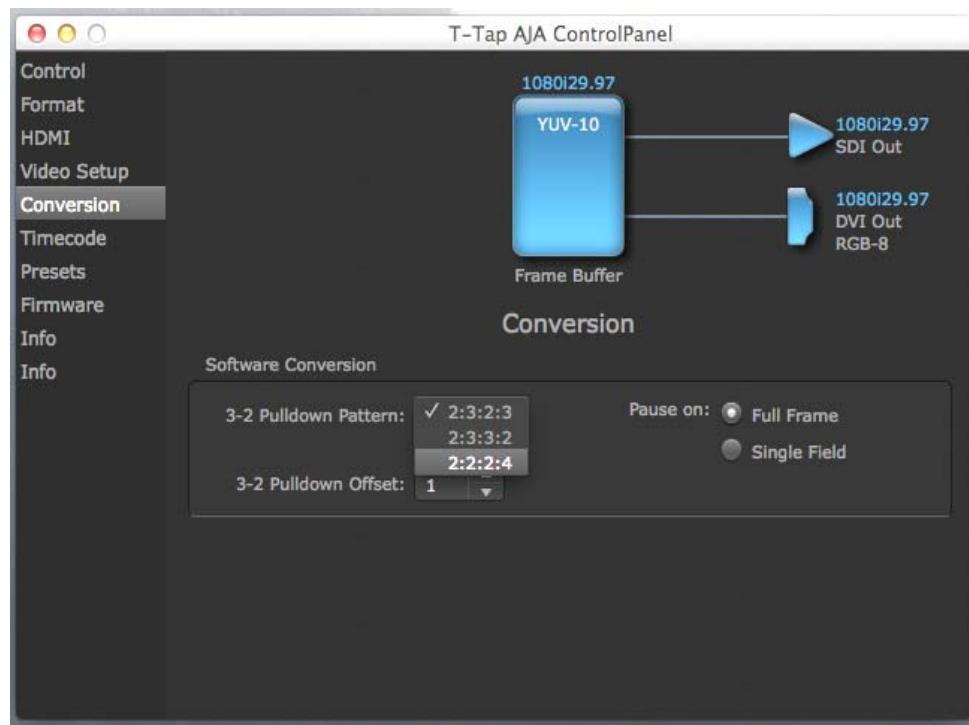 T-Tap AJA ControlPanel
Control
Format
HDMI
Video Setup
Conversion
Timecode
Presets
Firmware
Info
Info
1080i29.97
YUV-10
Frame Buffer
1080i29.97
SDI Out
1080i29.97
DVI Out
RGB-8
Conversion
Software Conversion
3-2 Pulldown Pattern:
✓ 2:3:2:3
2:3:3:2
2:2:2:4
3-2 Pulldown Offset: 1
Pause on: Full Frame
Single Field